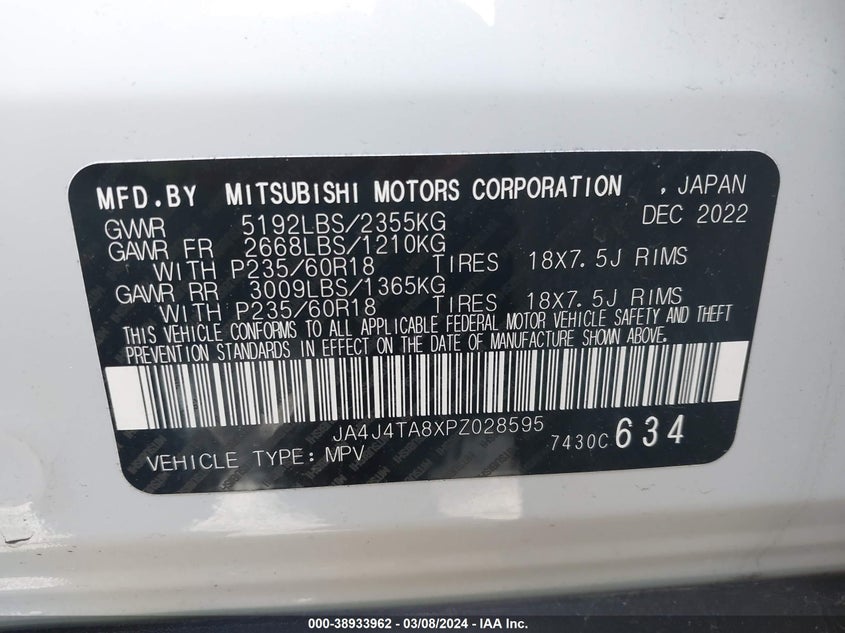 MFD.BY MITSUBISHI MOTORS CORPORATION , JAPAN
GVWR 5192LBS/2355KG DEC 2022
GAWR FR 2668LBS/1210KG
WITH P235/60R18 TIRES 18X7.5J RIMS
GAWR RR 3009LBS/1365KG
WITH P235/60R18 TIRES 18X7.5J RIMS
THIS VEHICLE CONFORMS TO ALL APPLICABLE FEDERAL MOTOR VEHICLE SAFETY AND THEFT
PREVENTION STANDARDS IN EFFECT ON THE DATE OF MANUFACTURE SHOWN ABOVE.
JA4J4TA8XPZ028595
7430C 634
VEHICLE TYPE: MPV
000-38933962 - 03/08/2024 - IAA Inc.